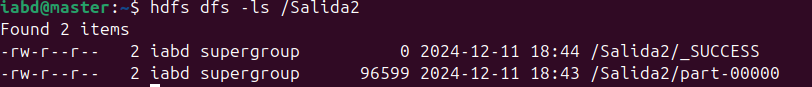 iabd@master:~$ hdfs dfs -ls /Salida2
Found 2 items
-rw-r--r--   2 iabd supergroup          0 2024-12-11 18:44 /Salida2/_SUCCESS
-rw-r--r--   2 iabd supergroup      96599 2024-12-11 18:43 /Salida2/part-00000